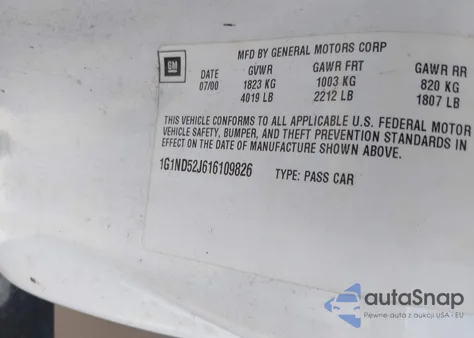 MFD BY GENERAL MOTORS CORP
GM
DATE GVWR GAWR FRT GAWR RR
07/00 1823 KG 1003 KG 820 KG
4019 LB 2212 LB 1807 LB
THIS VEHICLE CONFORMS TO ALL APPLICABLE U.S. FEDERAL MOTOR
VEHICLE SAFETY, BUMPER, AND THEFT PREVENTION STANDARDS IN
EFFECT ON THE DATE OF MANUFACTURE SHOWN ABOVE.
1G1ND52J616109826 TYPE: PASS CAR
autoSnap
Pewne auta z aukcji USA - EU